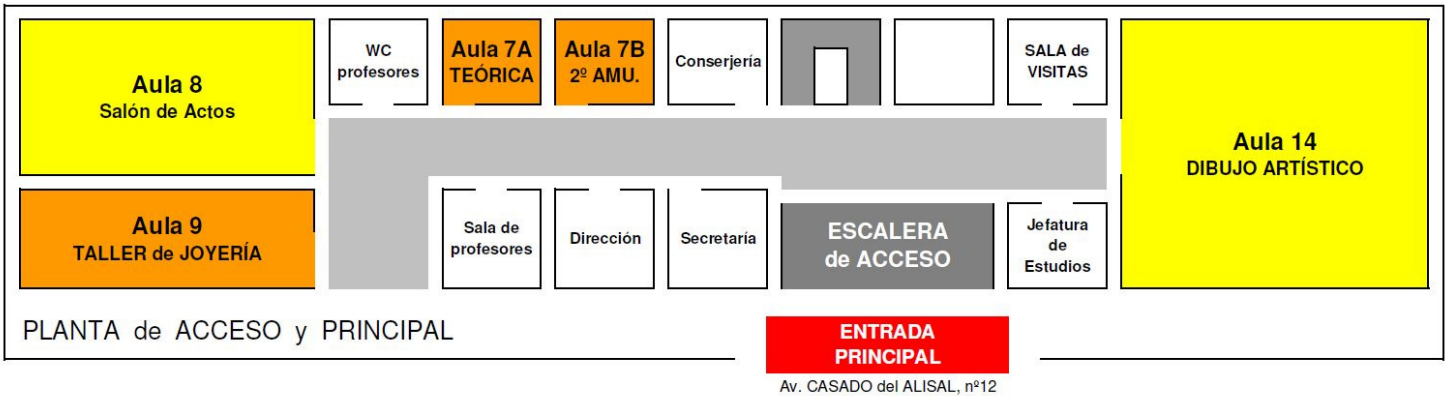 Aula 8
Salón de Actos
WC
profesores
Aula 7A
TEÓRICA
Aula 7B
2º AMU.
Conserjería
SALA de
VISITAS
Aula 14
DIBUJO ARTÍSTICO
Aula 9
TALLER de JOYERÍA
Sala de
profesores
Dirección
Secretaría
ESCALERA
de ACCESO
Jefatura
de
Estudios
PLANTA de ACCESO y PRINCIPAL
ENTRADA
PRINCIPAL
Av. CASADO del ALISAL, nº12